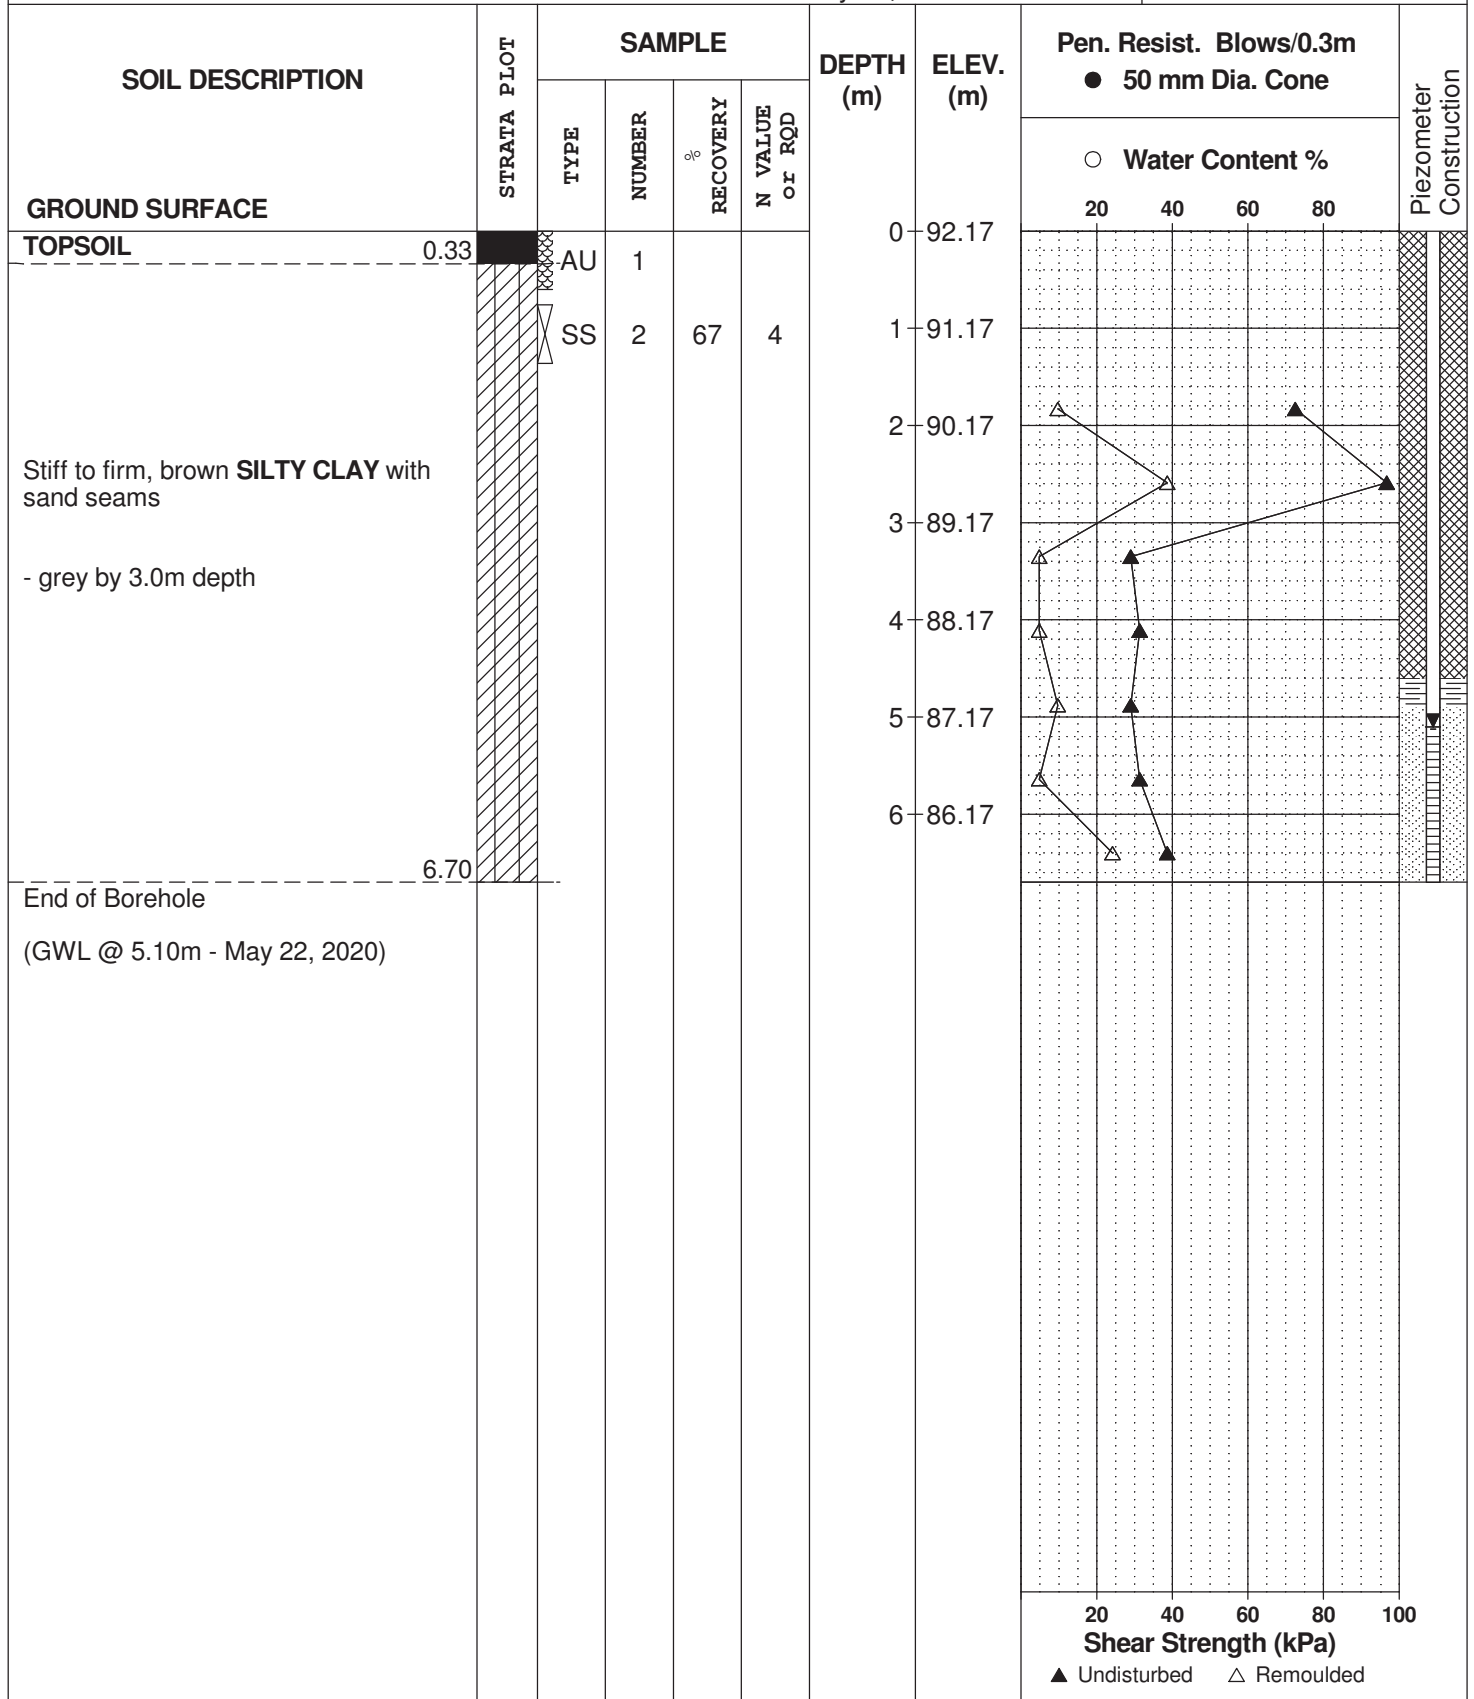 SOIL DESCRIPTION
GROUND SURFACE
STRATA PLOT
SAMPLE
TYPE
NUMBER
%
RECOVERY
N VALUE
or RQD
DEPTH
(m)
ELEV.
(m)
Pen. Resist. Blows/0.3m
● 50 mm Dia. Cone
○ Water Content %
20 40 60 80
Piezometer
Construction
TOPSOIL 0.33
AU 1
SS 2 67 4
0 92.17
1 91.17
2 90.17
3 89.17
4 88.17
5 87.17
6 86.17
Stiff to firm, brown SILTY CLAY with
sand seams
- grey by 3.0m depth
6.70
End of Borehole
(GWL @ 5.10m - May 22, 2020)
20 40 60 80 100
Shear Strength (kPa)
▲ Undisturbed △ Remoulded